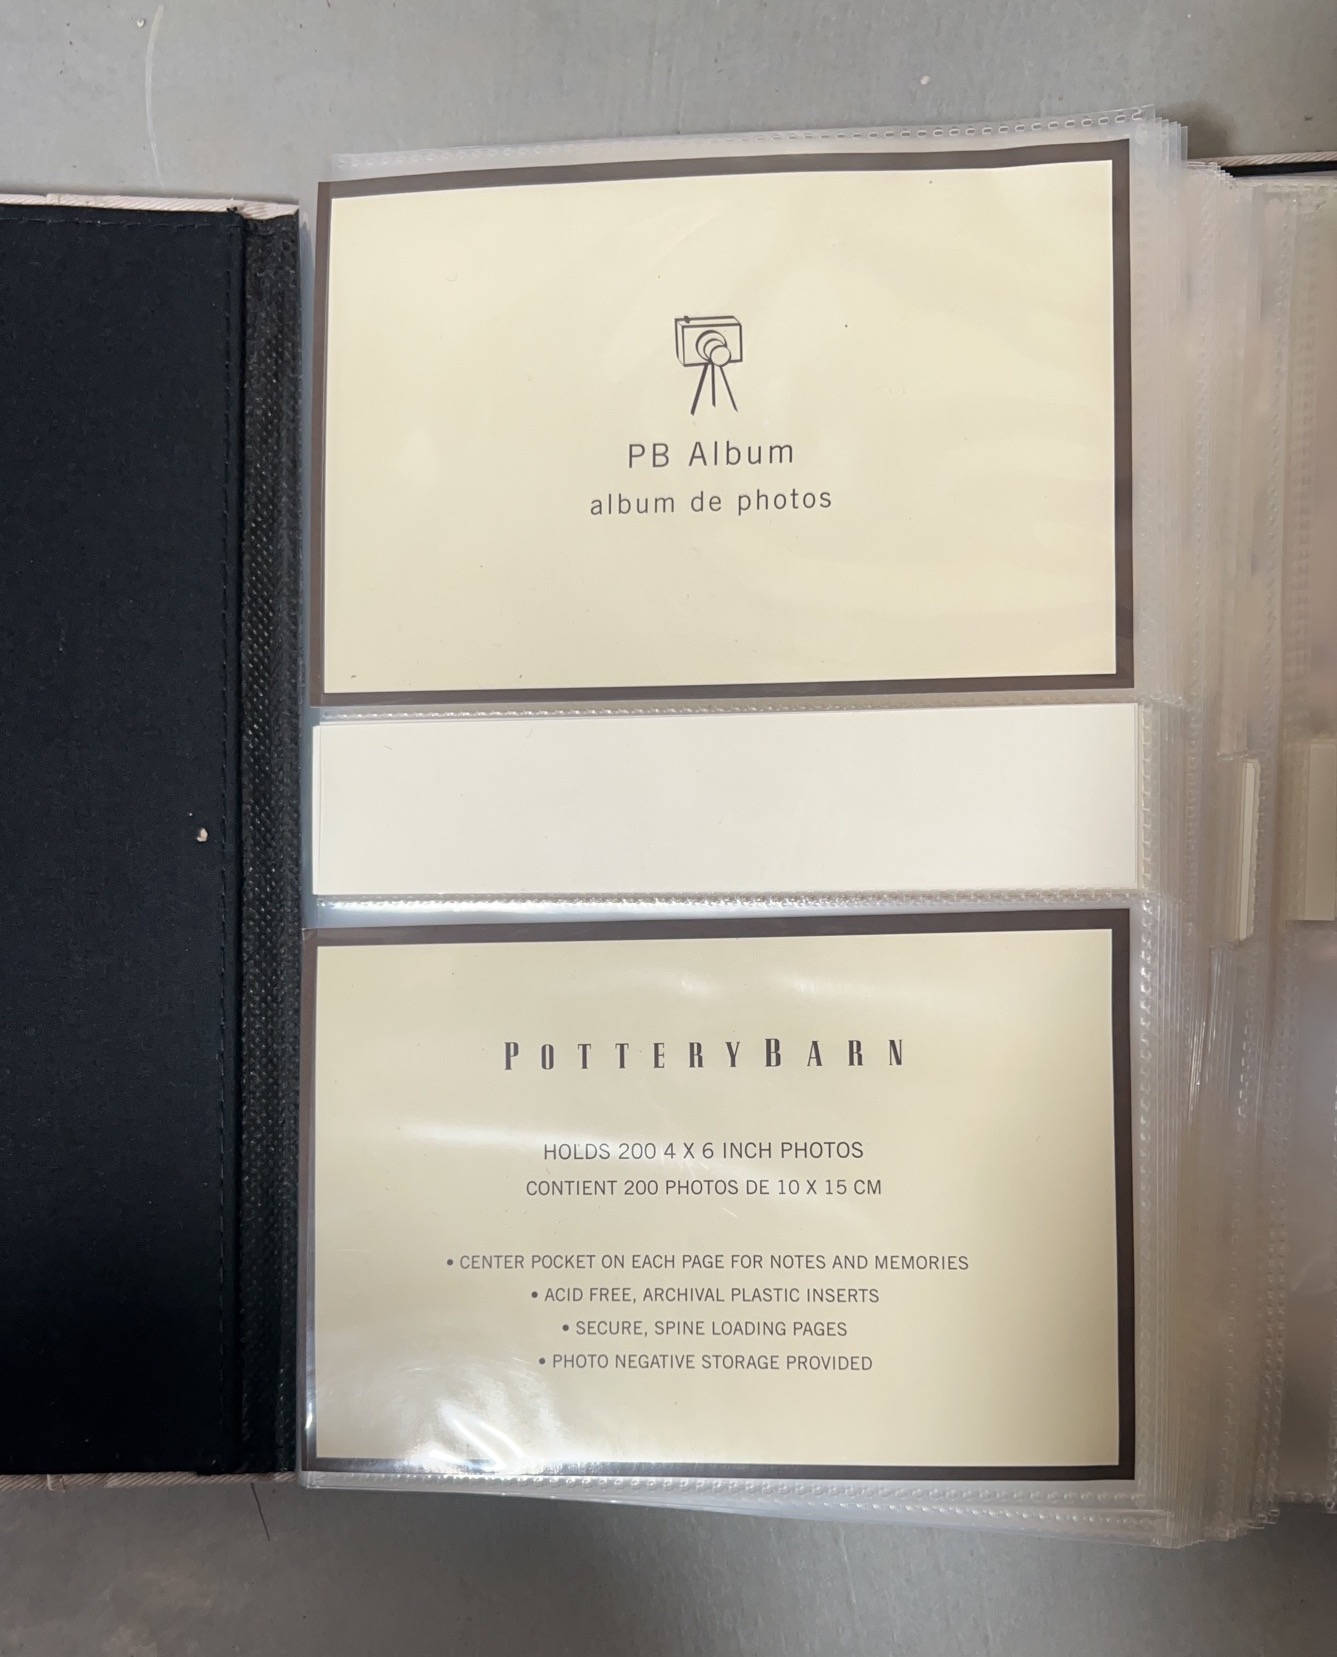 PB Album
album de photos
POTTERYBARN
HOLDS 200 4 X 6 INCH PHOTOS
CONTIENT 200 PHOTOS DE 10 X 15 CM
• CENTER POCKET ON EACH PAGE FOR NOTES AND MEMORIES
• ACID FREE, ARCHIVAL PLASTIC INSERTS
• SECURE, SPINE LOADING PAGES
• PHOTO NEGATIVE STORAGE PROVIDED